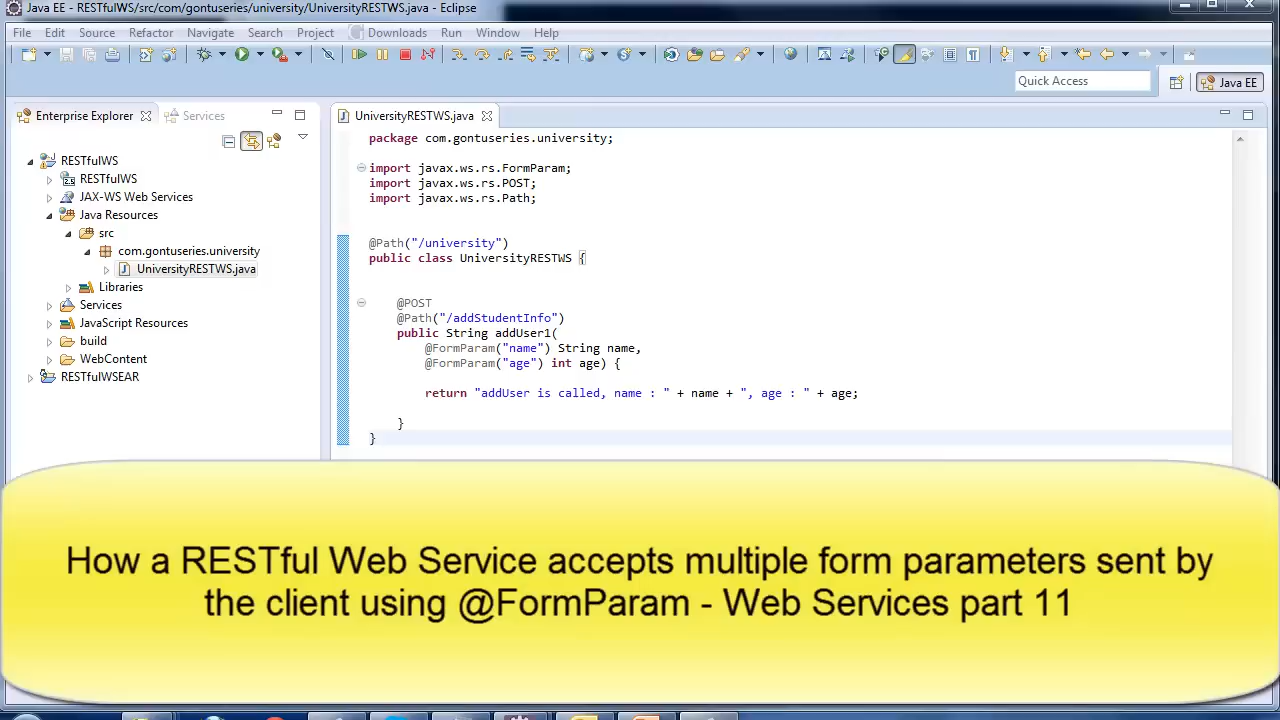 Java EE - RESTfulWS/src/com/gontuseries/university/UniversityRESTWS.java - Eclipse
File Edit Source Refactor Navigate Search Project Downloads Run Window Help
Quick Access
Java EE
Enterprise Explorer
Services
UniversityRESTWS.java
RESTfulWS
RESTfulWS
JAX-WS Web Services
Java Resources
src
com.gontuseries.university
UniversityRESTWS.java
Libraries
Services
JavaScript Resources
build
WebContent
RESTfulWSEAR
package com.gontuseries.university;
import javax.ws.rs.FormParam;
import javax.ws.rs.POST;
import javax.ws.rs.Path;
@Path("/university")
public class UniversityRESTWS {
@POST
@Path("/addStudentInfo")
public String addUser1(
@FormParam("name") String name,
@FormParam("age") int age) {
return "addUser is called, name : " + name + ", age : " + age;
}
}
How a RESTful Web Service accepts multiple form parameters sent by
the client using @FormParam - Web Services part 11